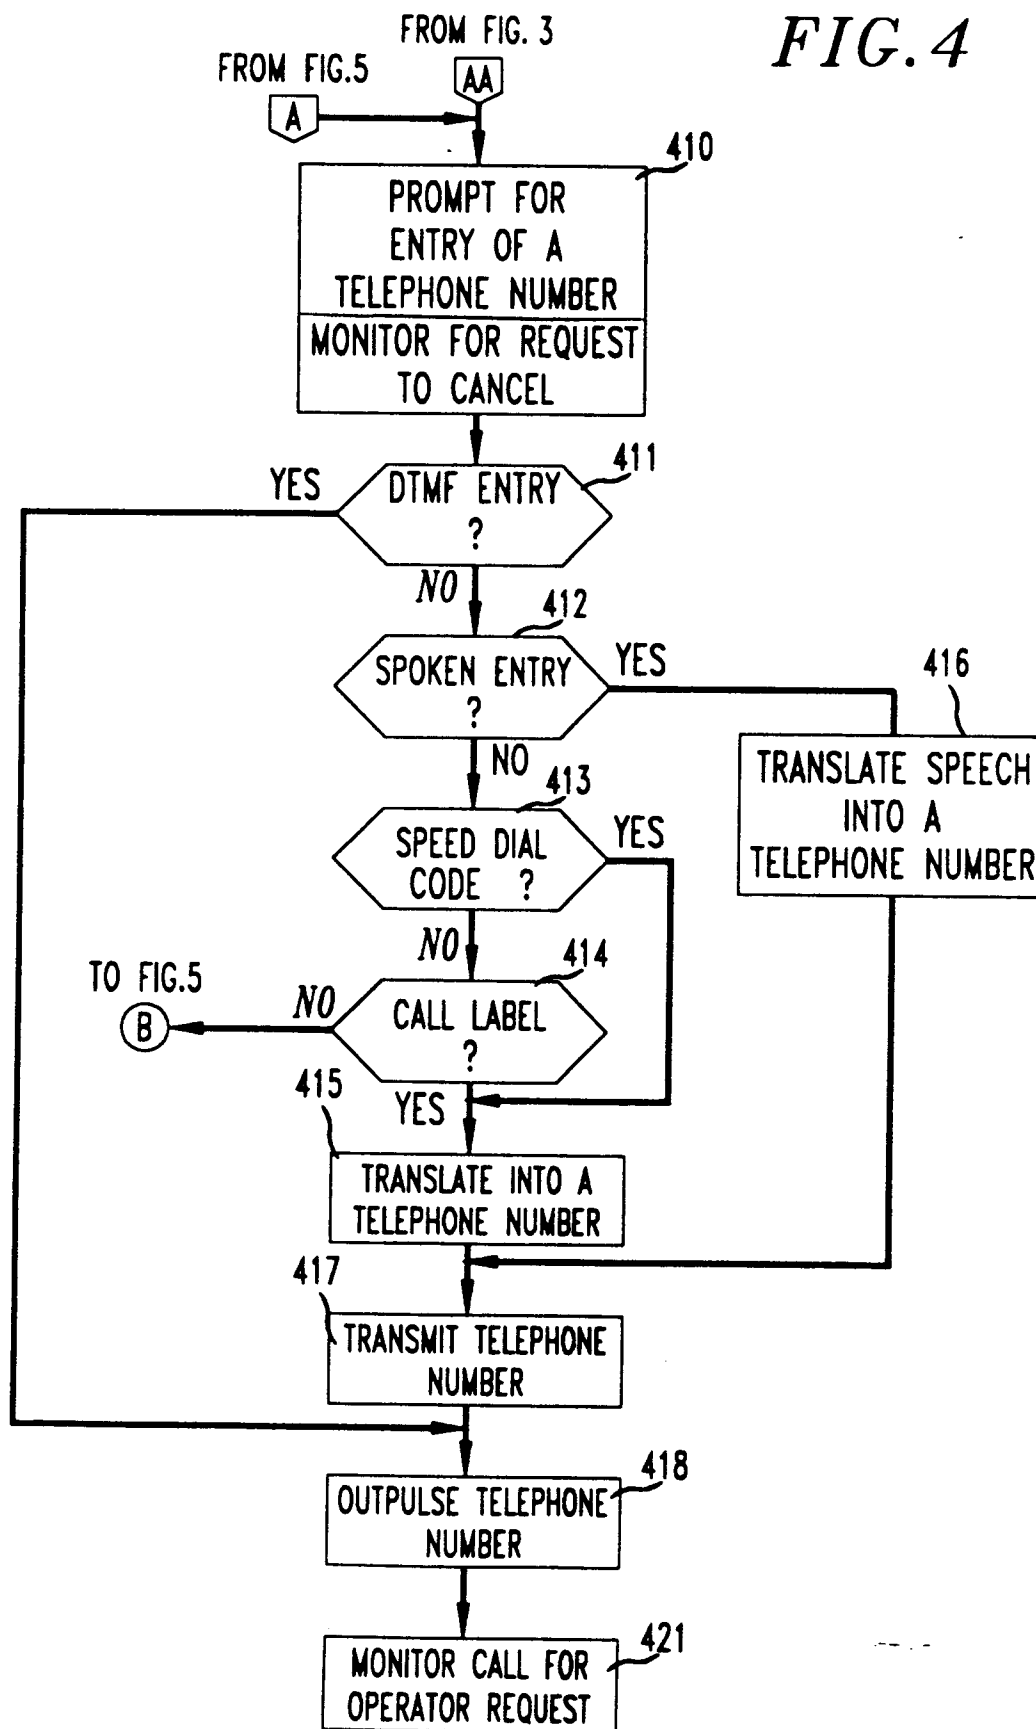 FIG. 4
FROM FIG. 3
AA
FROM FIG.5
A
410
PROMPT FOR
ENTRY OF A
TELEPHONE NUMBER
MONITOR FOR REQUEST
TO CANCEL
411
YES
DTMF ENTRY
?
NO
412
SPOKEN ENTRY
?
YES
416
TRANSLATE SPEECH
INTO A
TELEPHONE NUMBER
NO
413
SPEED DIAL
CODE ?
YES
NO
414
TO FIG.5
B
NO
CALL LABEL
?
415
YES
TRANSLATE INTO A
TELEPHONE NUMBER
417
TRANSMIT TELEPHONE
NUMBER
418
OUTPULSE TELEPHONE
NUMBER
421
MONITOR CALL FOR
OPERATOR REQUEST